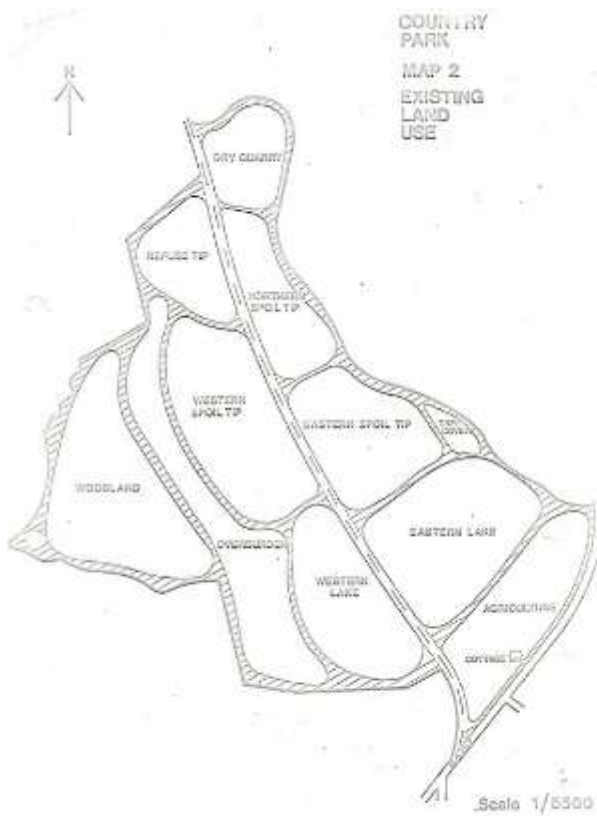 COUNTRY
PARK
MAP 2
EXISTING
LAND
USE
N
DRY QUARRY
REFUSE TIP
NORTHERN
SPOIL TIP
WESTERN
SPOIL TIP
EASTERN SPOIL TIP
WOODLAND
EASTERN LAKE
OVERBURDEN
WESTERN
LAKE
AGRICULTURE
COTTAGE
Scale 1/5500